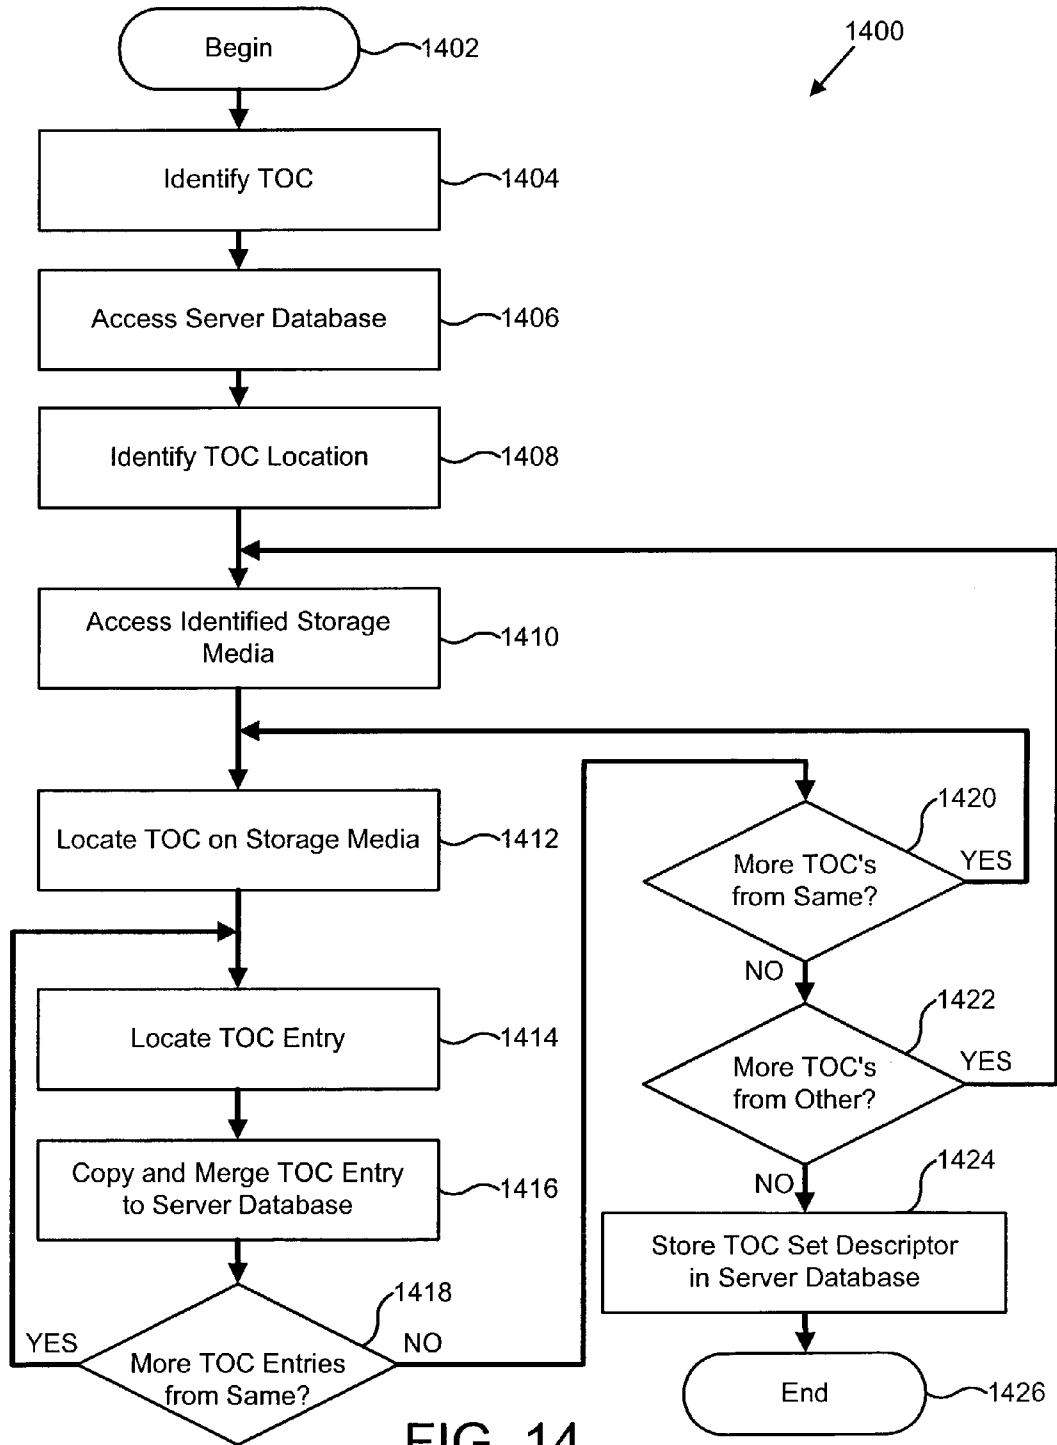 Begin
1402
1400
Identify TOC
1404
Access Server Database
1406
Identify TOC Location
1408
Access Identified Storage
Media
1410
Locate TOC on Storage Media
1412
Locate TOC Entry
1414
Copy and Merge TOC Entry
to Server Database
1416
More TOC Entries
from Same?
1418
YES
NO
More TOC's
from Same?
1420
YES
NO
More TOC's
from Other?
1422
YES
NO
1424
Store TOC Set Descriptor
in Server Database
End
1426
FIG. 14